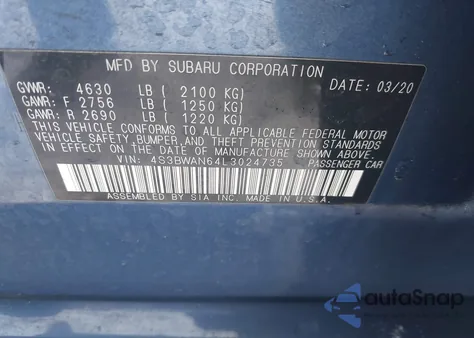 MFD BY SUBARU CORPORATION DATE: 03/20
GVWR: 4630 LB ( 2100 KG)
GAWR: F 2756 LB ( 1250 KG)
GAWR: R 2690 LB ( 1220 KG)
THIS VEHICLE CONFORMS TO ALL APPLICABLE FEDERAL MOTOR
VEHICLE SAFETY,BUMPER,AND THEFT PREVENTION STANDARDS
IN EFFECT ON THE DATE OF MANUFACTURE SHOWN ABOVE.
VIN: 4S3BWAN64L3024735 PASSENGER CAR
ASSEMBLED BY SIA INC. MADE IN U.S.A.
autoSnap
POWERED BY